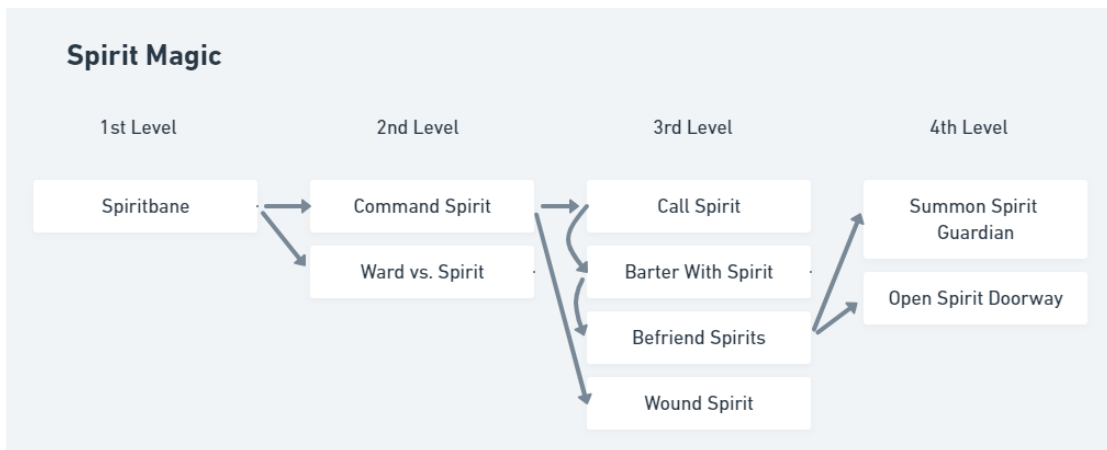 Spirit Magic
1st Level
2nd Level
3rd Level
4th Level
Spiritbane
Command Spirit
Ward vs. Spirit
Call Spirit
Barter With Spirit
Befriend Spirits
Wound Spirit
Summon Spirit
Guardian
Open Spirit Doorway